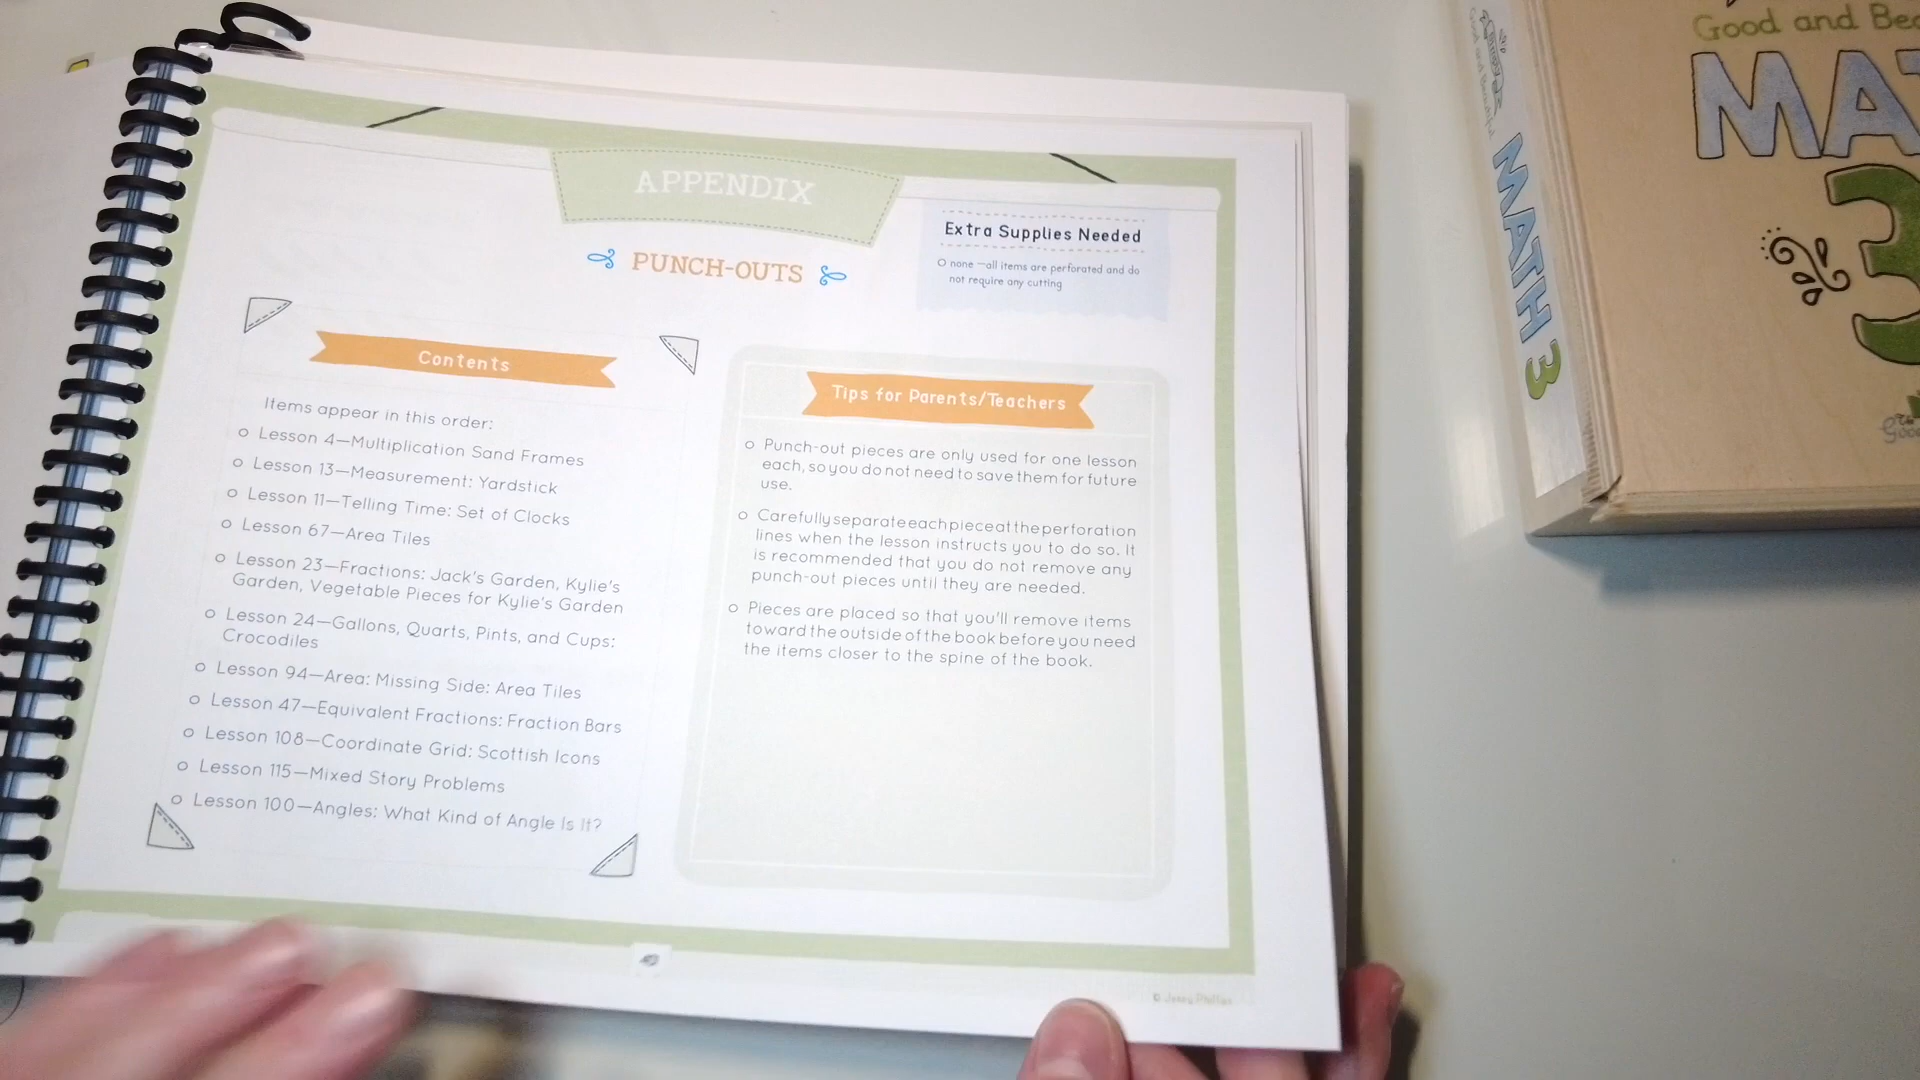 APPENDIX
PUNCH-OUTS
Extra Supplies Needed
none—all items are perforated and do
not require any cutting
Contents
Items appear in this order:
Lesson 4—Multiplication Sand Frames
Lesson 13—Measurement: Yardstick
Lesson 11—Telling Time: Set of Clocks
Lesson 67—Area Tiles
Lesson 23—Fractions: Jack's Garden, Kylie's
Garden, Vegetable Pieces for Kylie's Garden
Lesson 24—Gallons, Quarts, Pints, and Cups:
Crocodiles
Lesson 94—Area: Missing Side: Area Tiles
Lesson 47—Equivalent Fractions: Fraction Bars
Lesson 108—Coordinate Grid: Scottish Icons
Lesson 115—Mixed Story Problems
Lesson 100—Angles: What Kind of Angle Is It?
Tips for Parents/Teachers
Punch-out pieces are only used for one lesson
each, so you do not need to save them for future
use.
Carefully separate each piece at the perforation
lines when the lesson instructs you to do so. It
is recommended that you do not remove any
punch-out pieces until they are needed.
Pieces are placed so that you'll remove items
toward the outside of the book before you need
the items closer to the spine of the book.
© Jenny Phillips
Good and Beautiful
MATH 3
Good and
MA
3
The
Good